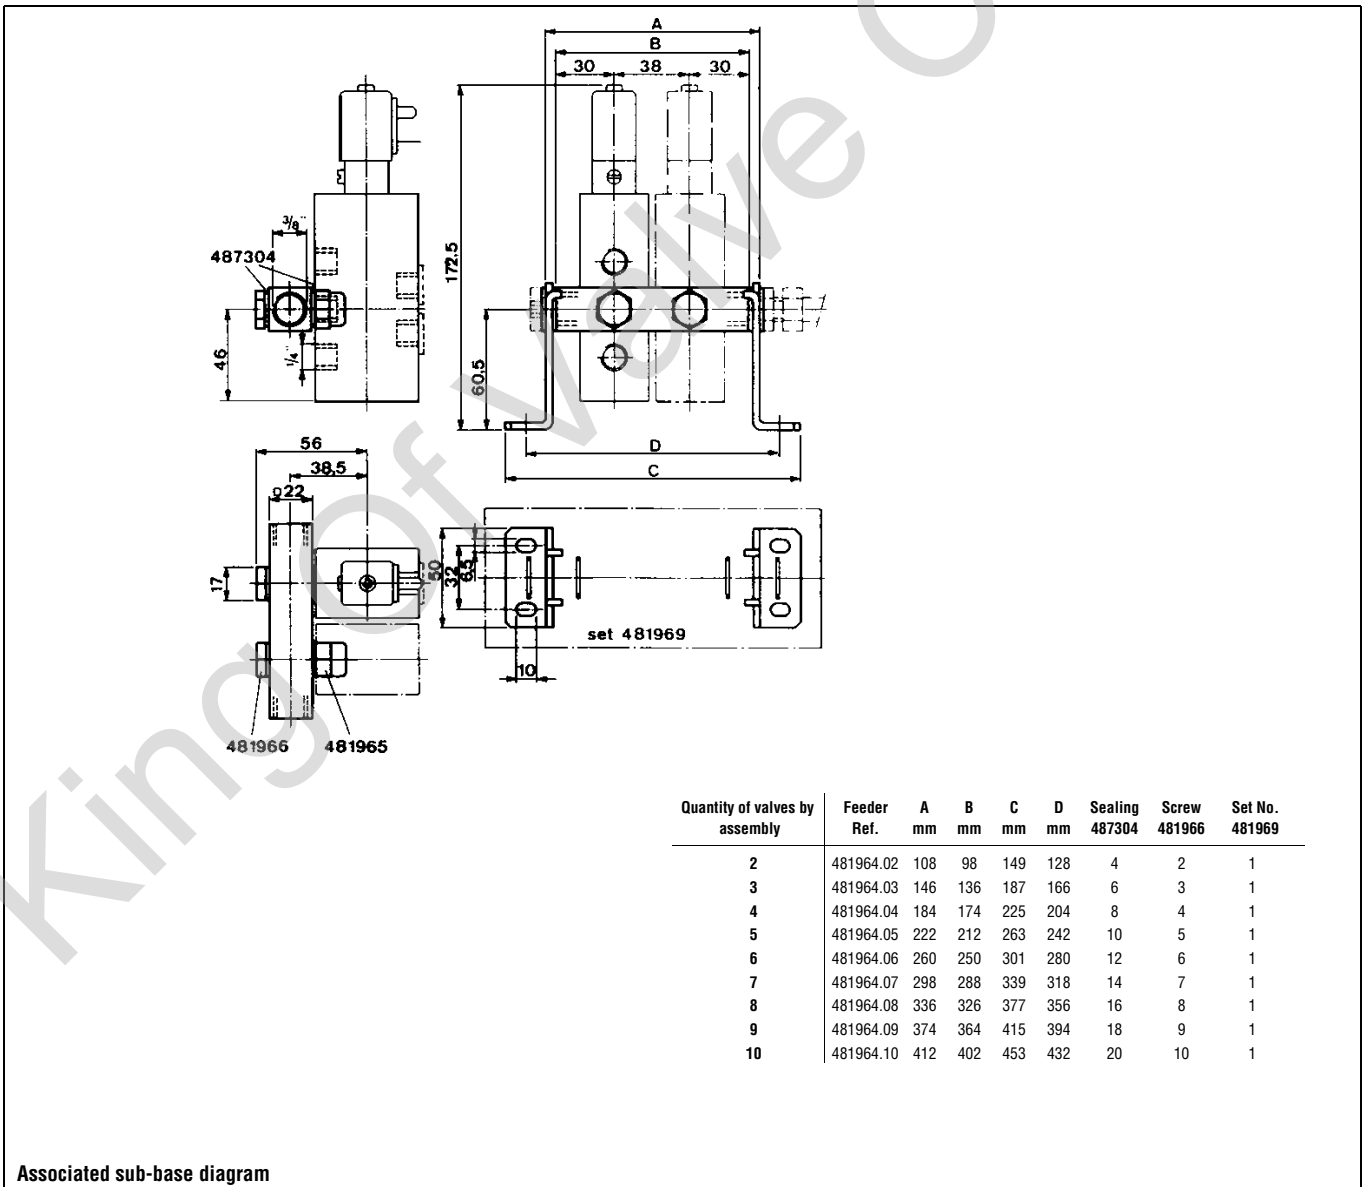 A
B
30 38 30
3/8"
487304
172,5
46
1/4"
60,5
D
C
56
38,5
□22
17
50
32
6,5
10
set 481969
481966 481965
Quantity of valves by assembly Feeder Ref. A mm B mm C mm D mm Sealing 487304 Screw 481966 Set No. 481969
2 481964.02 108 98 149 128 4 2 1
3 481964.03 146 136 187 166 6 3 1
4 481964.04 184 174 225 204 8 4 1
5 481964.05 222 212 263 242 10 5 1
6 481964.06 260 250 301 280 12 6 1
7 481964.07 298 288 339 318 14 7 1
8 481964.08 336 326 377 356 16 8 1
9 481964.09 374 364 415 394 18 9 1
10 481964.10 412 402 453 432 20 10 1
Associated sub-base diagram
King Of Valve